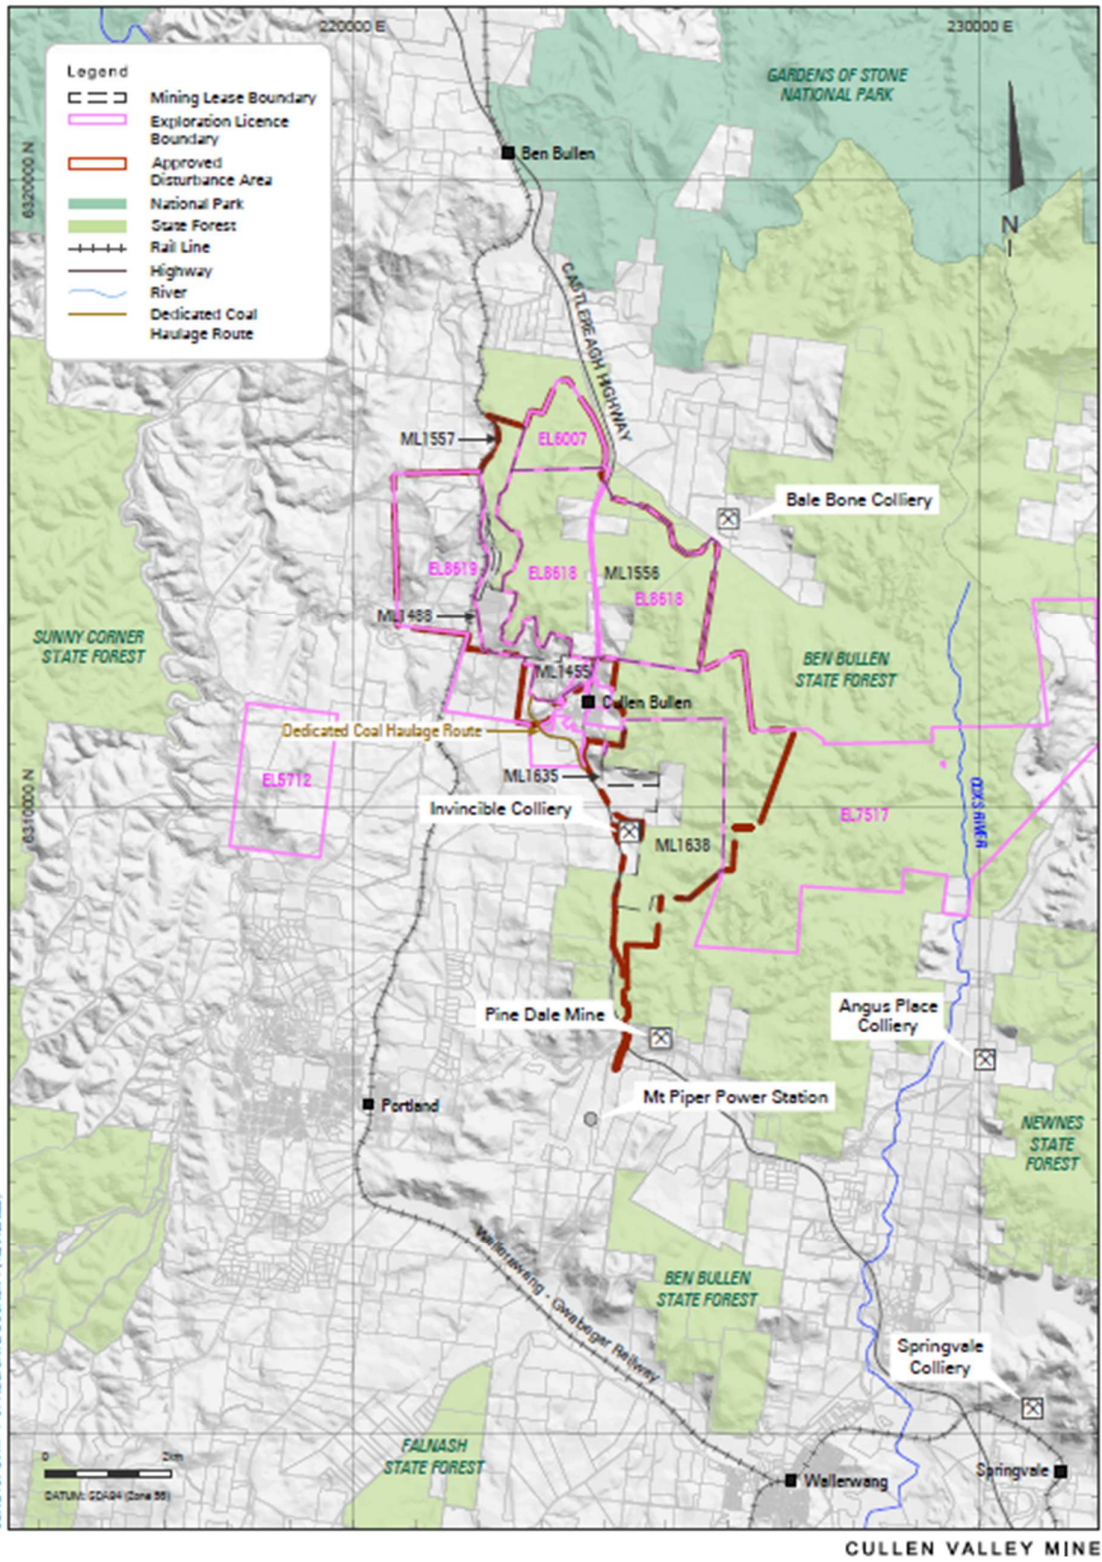 220000 E
230000 E
Legend
Mining Lease Boundary
Exploration Licence
Boundary
Approved
Disturbance Area
National Park
State Forest
Rail Line
Highway
River
Dedicated Coal
Haulage Route
GARDENS OF STONE
NATIONAL PARK
6320000 N
Ben Bullen
N
CASTLEREAGH HIGHWAY
ML1557
EL6007
Bale Bone Colliery
EL8619
EL8618
ML1556
EL8618
ML1488
SUNNY CORNER
STATE FOREST
BEN BULLEN
STATE FOREST
ML1455
Cullen Bullen
Dedicated Coal Haulage Route
EL5712
ML1635
6310000 N
Invincible Colliery
EL7517
COXS RIVER
ML1638
Pine Dale Mine
Angus Place
Colliery
Mt Piper Power Station
Portland
NEWNES
STATE
FOREST
Wallerawang - Gwabegar Railway
BEN BULLEN
STATE FOREST
Springvale
Colliery
FALNASH
STATE FOREST
0 2km
DATUM: GDA94 (Zone 56)
Wallerwang
Springvale
CULLEN VALLEY MINE